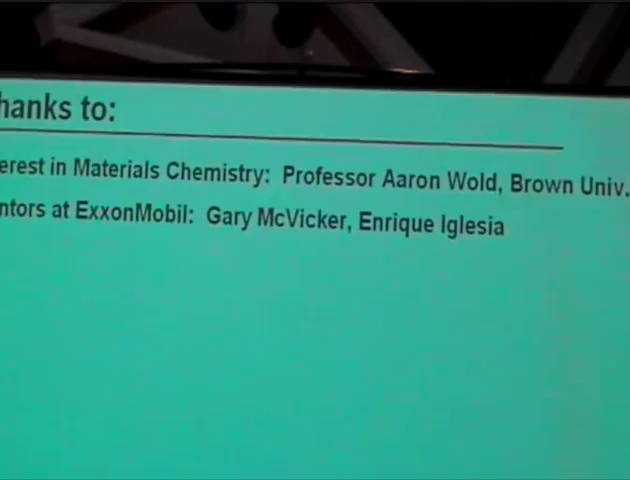 hanks to:
erest in Materials Chemistry: Professor Aaron Wold, Brown Univ.
ntors at ExxonMobil: Gary McVicker, Enrique Iglesia